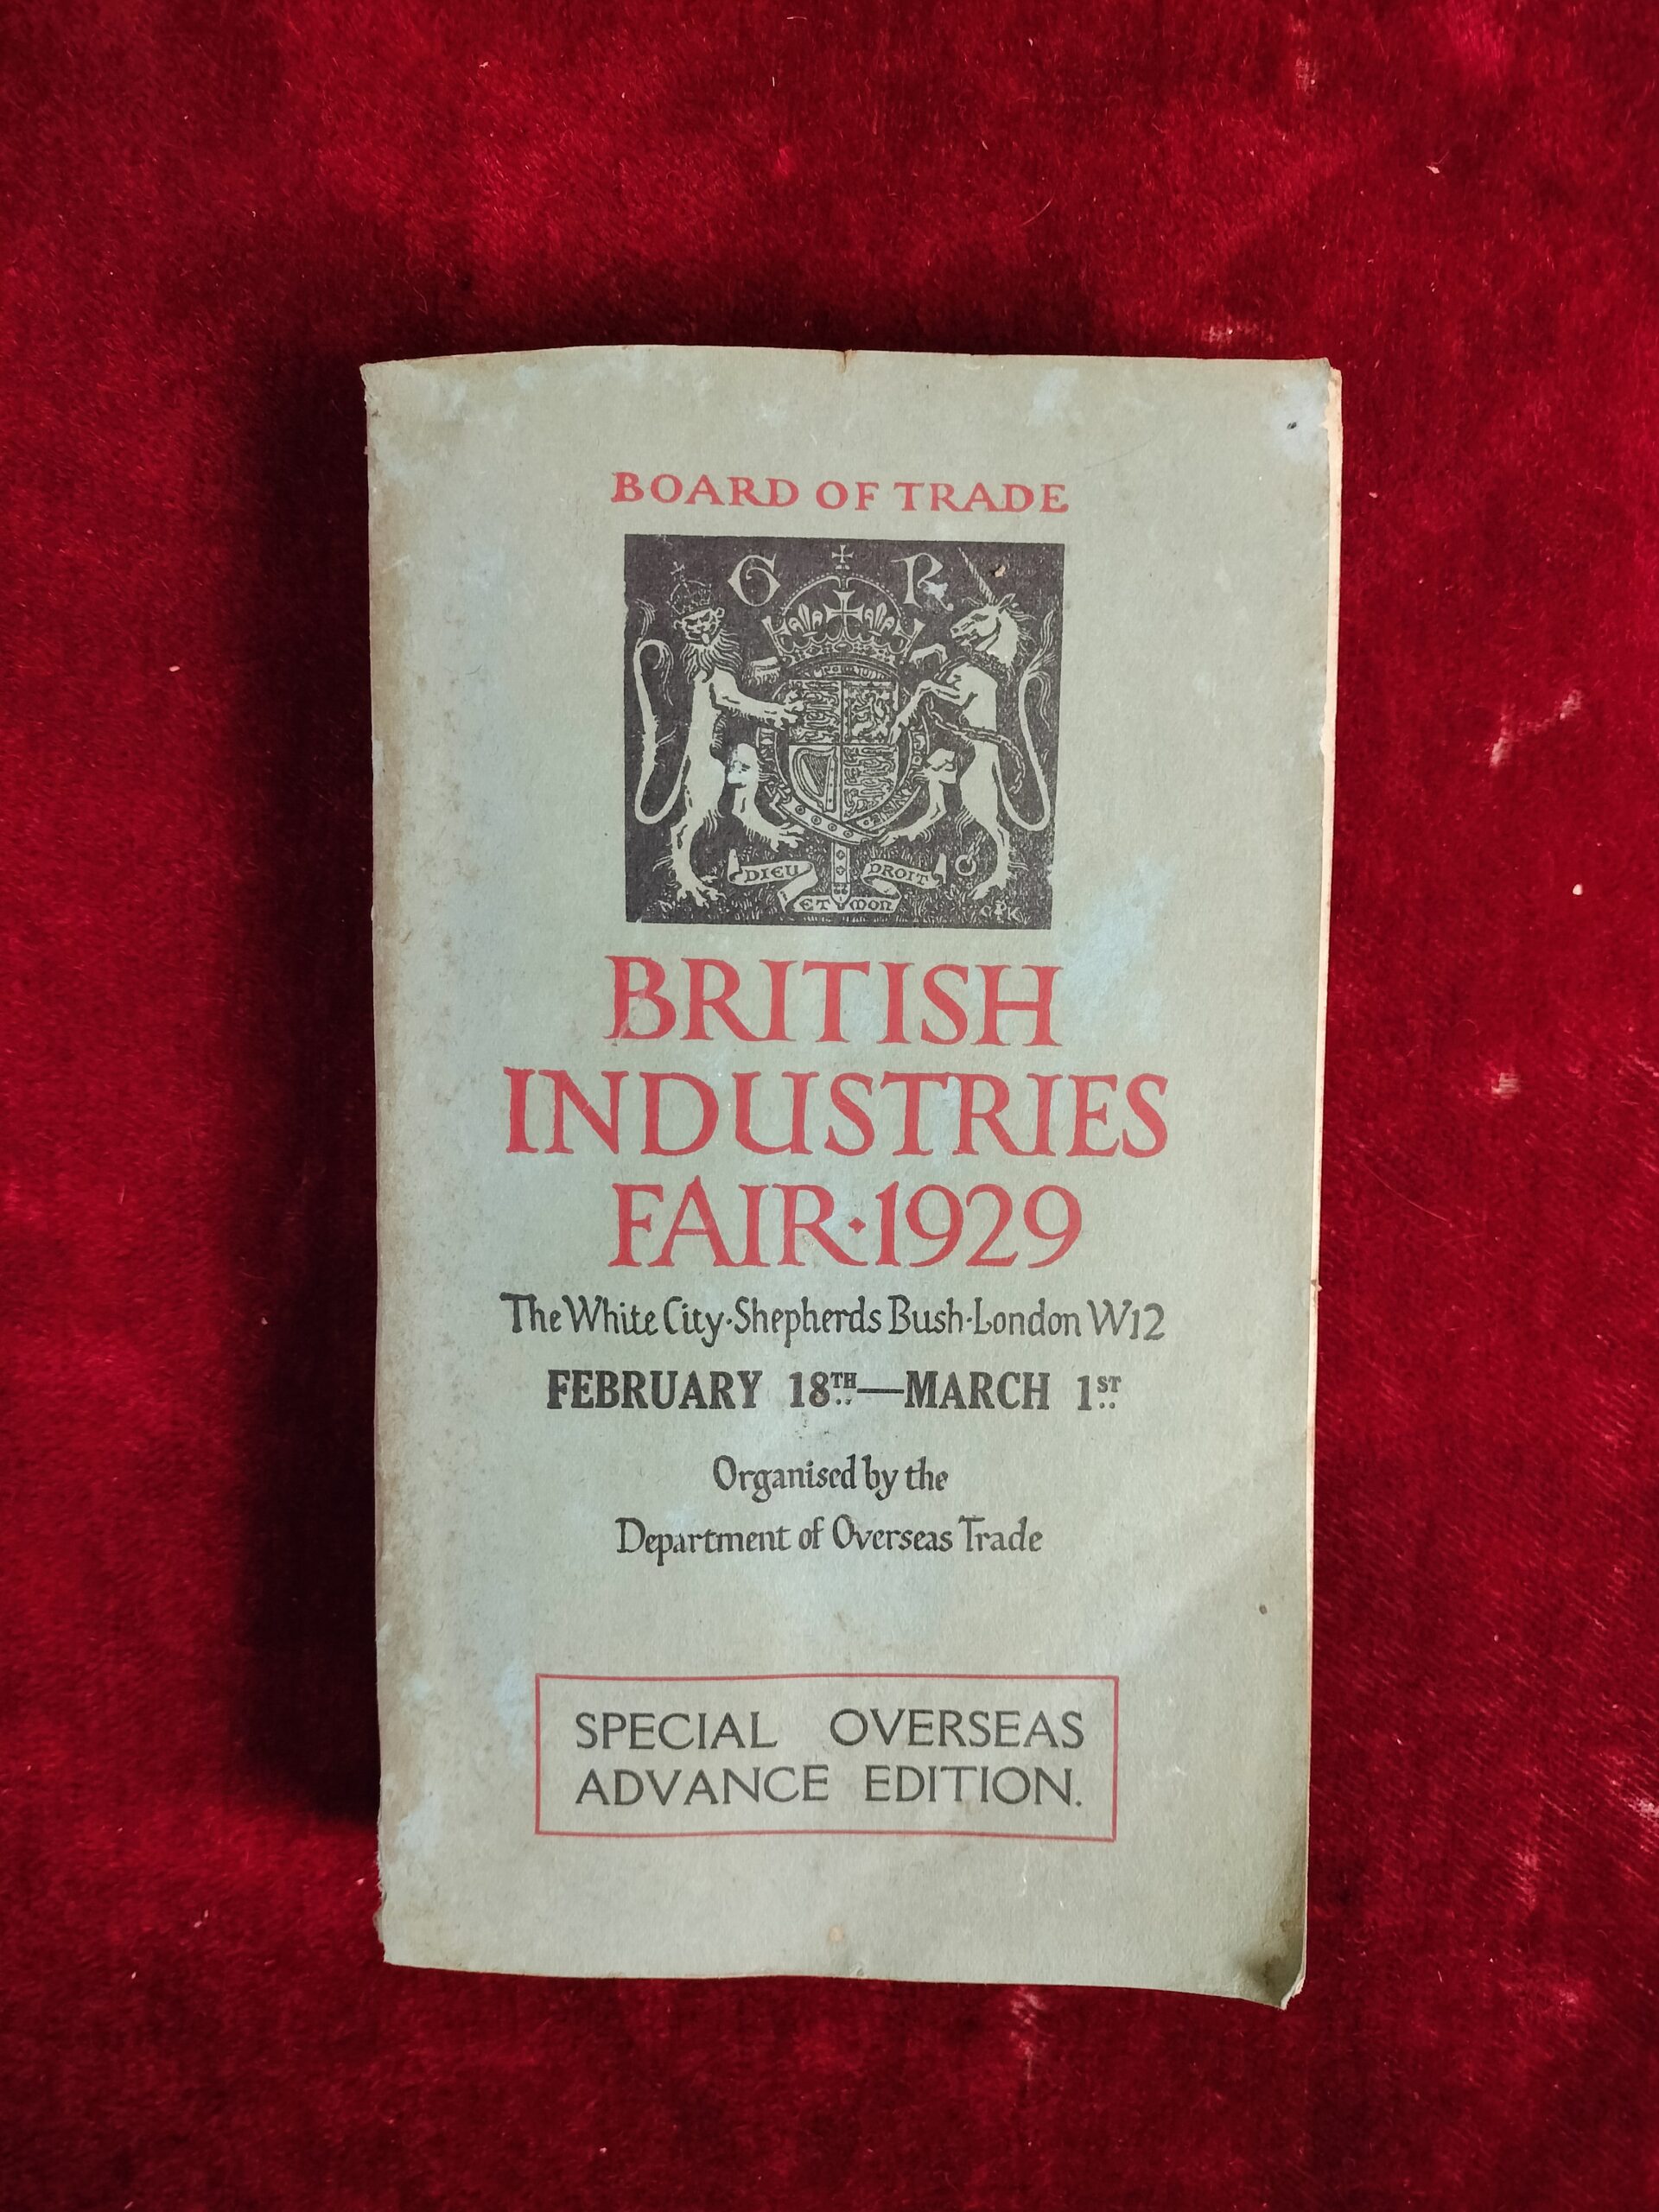 BOARD OF TRADE
G R
DIEU DROIT
ET MON
CPK
BRITISH
INDUSTRIES
FAIR·1929
The White City·Shepherds Bush·London W12
FEBRUARY 18TH—MARCH 1ST
Organised by the
Department of Overseas Trade
SPECIAL OVERSEAS
ADVANCE EDITION.